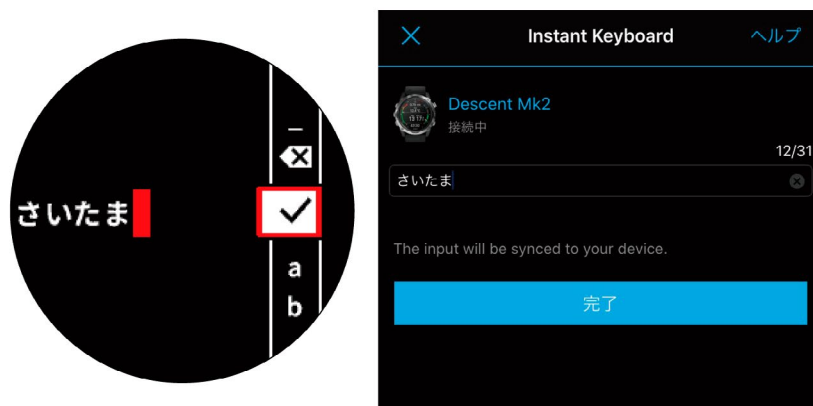 _
さいたま
a
b
Instant Keyboard
ヘルプ
Descent Mk2
接続中
12/31
さいたま
The input will be synced to your device.
完了